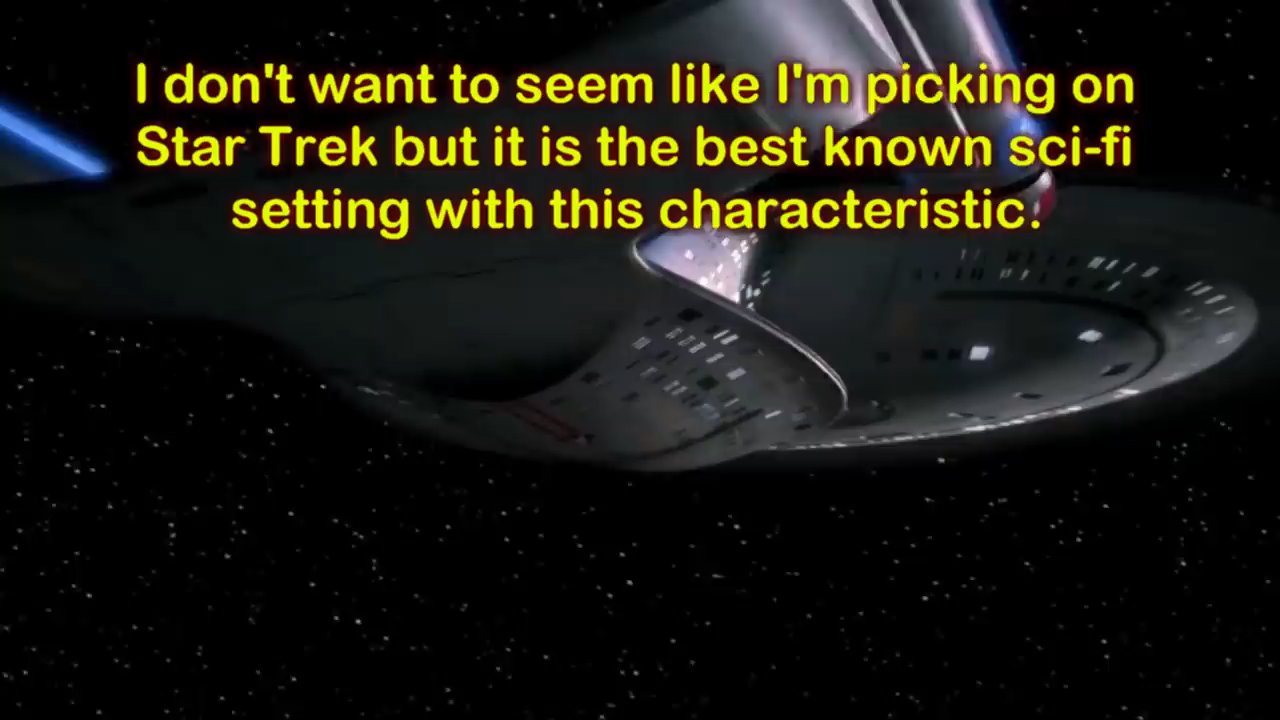 I don't want to seem like I'm picking on
Star Trek but it is the best known sci-fi
setting with this characteristic.